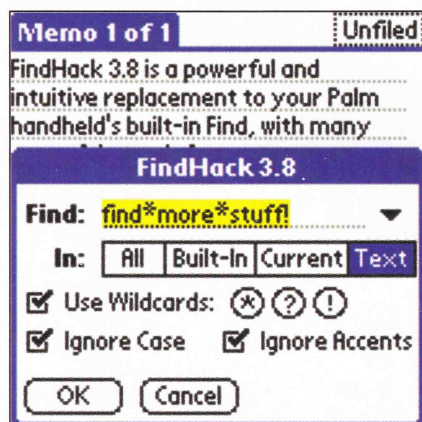 Memo 1 of 1 Unfiled
FindHack 3.8 is a powerful and
intuitive replacement to your Palm
handheld's built-in Find, with many
FindHack 3.8
Find: find*more*stuff!
In: All Built-In Current Text
Use Wildcards: * ? !
Ignore Case Ignore Accents
OK Cancel